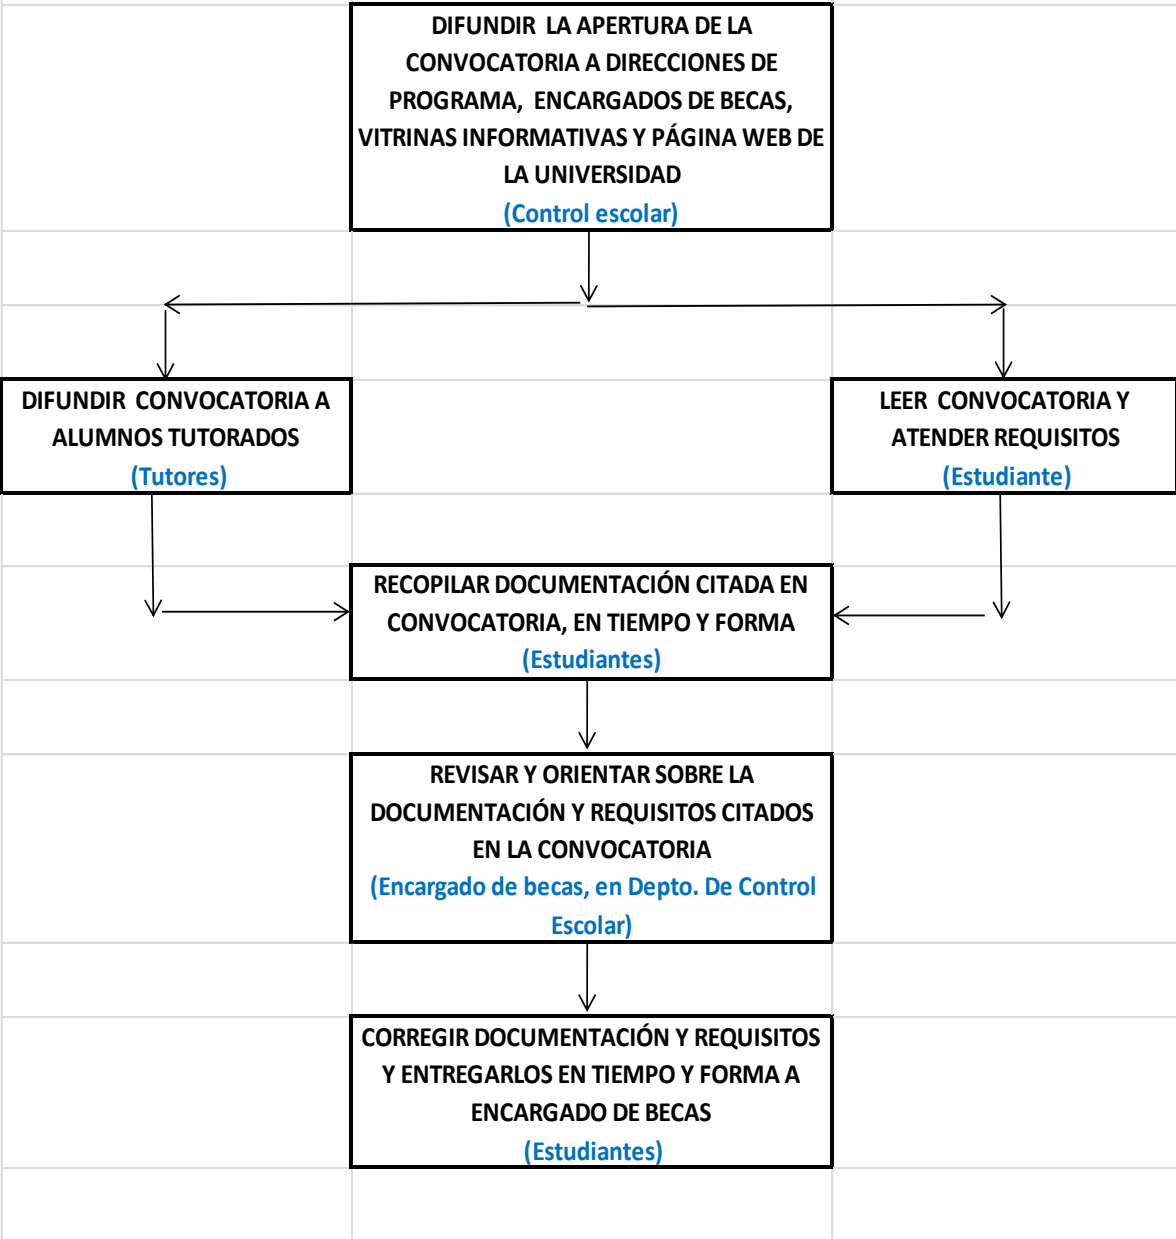 DIFUNDIR LA APERTURA DE LA
CONVOCATORIA A DIRECCIONES DE
PROGRAMA, ENCARGADOS DE BECAS,
VITRINAS INFORMATIVAS Y PÁGINA WEB DE
LA UNIVERSIDAD
(Control escolar)
DIFUNDIR CONVOCATORIA A
ALUMNOS TUTORADOS
(Tutores)
LEER CONVOCATORIA Y
ATENDER REQUISITOS
(Estudiante)
RECOPILAR DOCUMENTACIÓN CITADA EN
CONVOCATORIA, EN TIEMPO Y FORMA
(Estudiantes)
REVISAR Y ORIENTAR SOBRE LA
DOCUMENTACIÓN Y REQUISITOS CITADOS
EN LA CONVOCATORIA
(Encargado de becas, en Depto. De Control
Escolar)
CORREGIR DOCUMENTACIÓN Y REQUISITOS
Y ENTREGARLOS EN TIEMPO Y FORMA A
ENCARGADO DE BECAS
(Estudiantes)